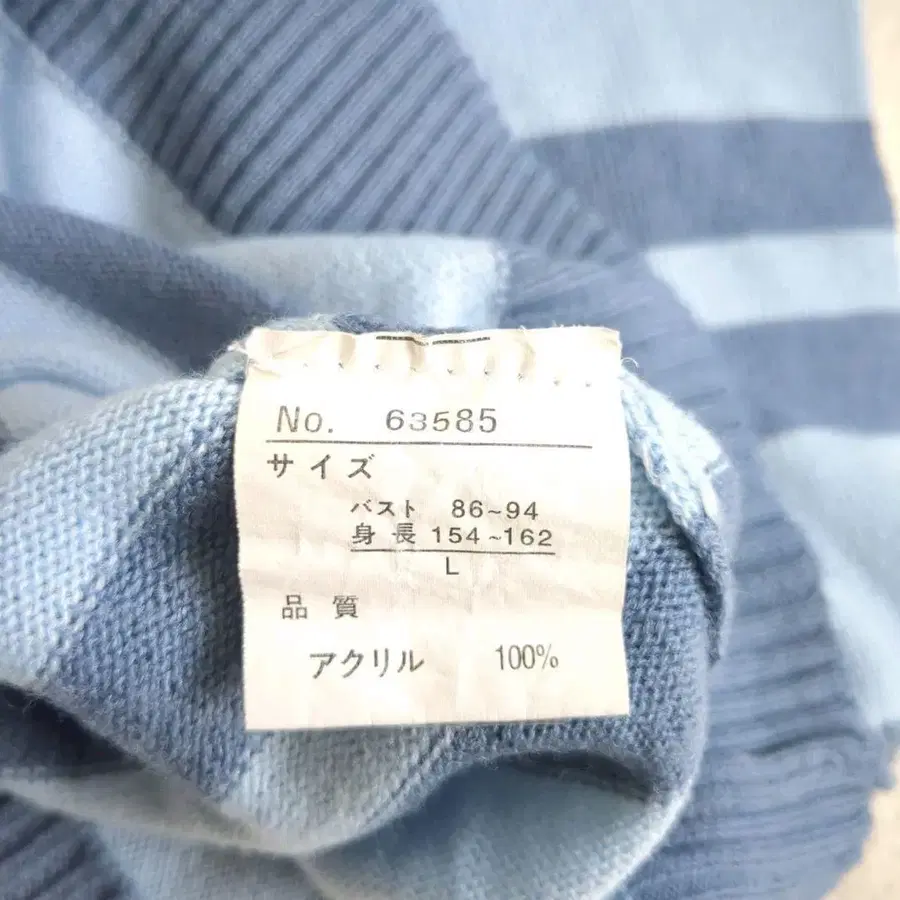 No. 63585
サイズ
バスト 86~94
身長 154~162
L
品質
アクリル 100%